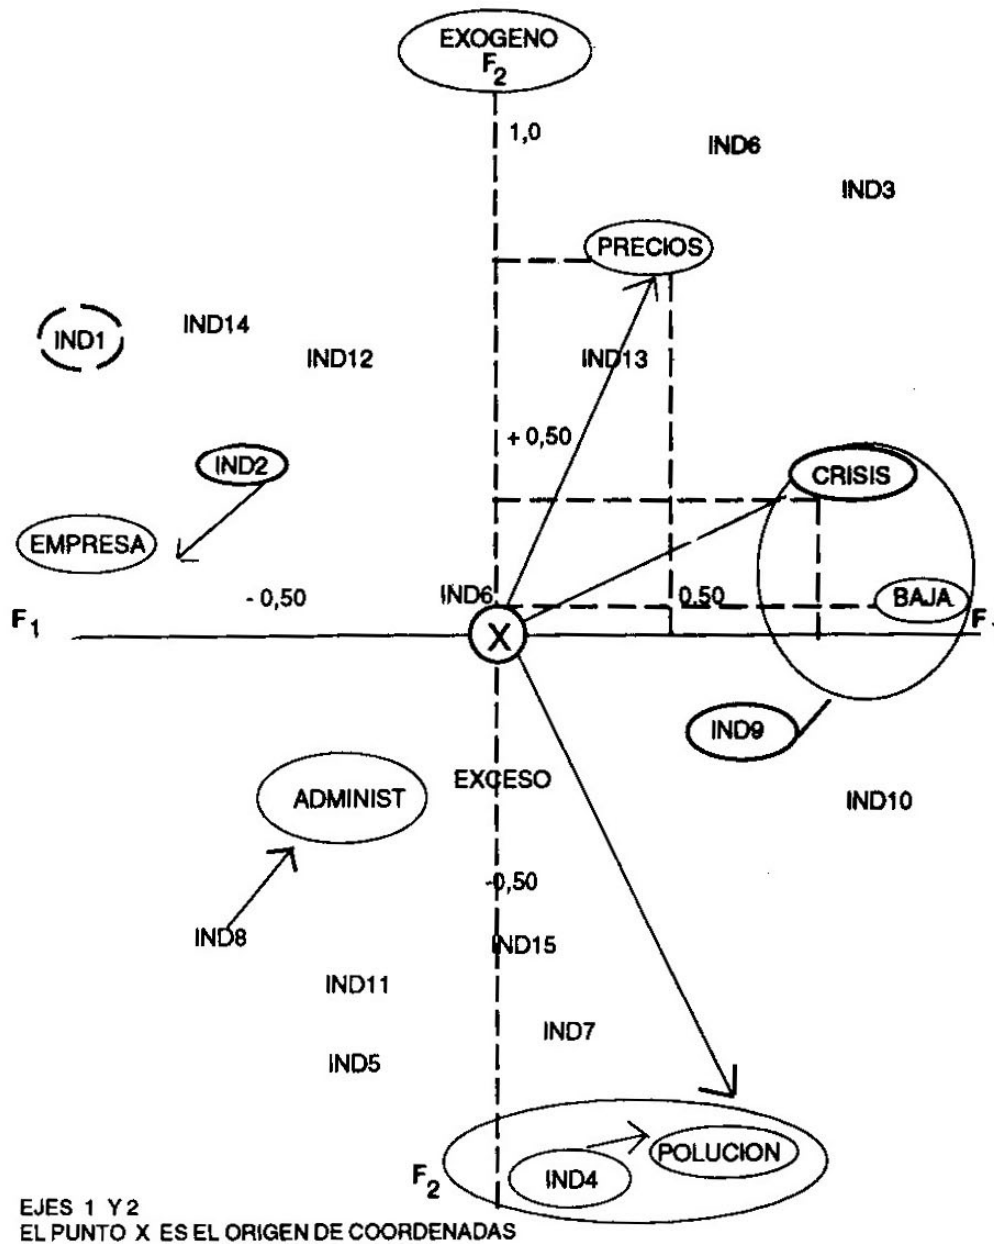 EXOGENO
F2
1,0
IND6
IND3
PRECIOS
IND1
IND14
IND12
IND13
+ 0,50
IND2
CRISIS
EMPRESA
- 0,50
IND6
0,50
BAJA
F1
F
X
IND9
EXCESO
ADMINIST
IND10
-0,50
IND8
IND15
IND11
IND7
IND5
POLUCION
F2
IND4
EJES 1 Y 2
EL PUNTO X ES EL ORIGEN DE COORDENADAS